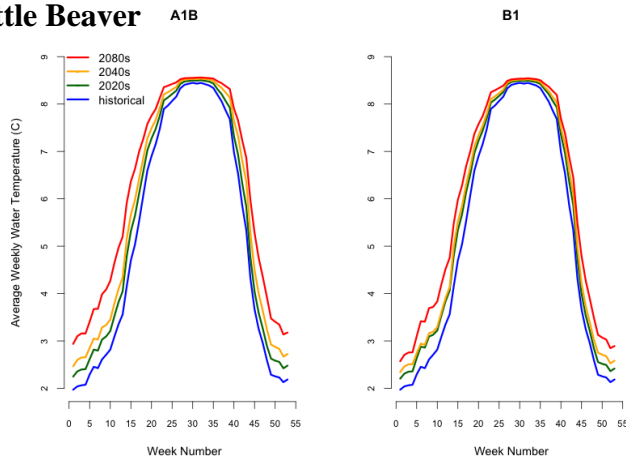 ttle Beaver
A1B
B1
2080s
2040s
2020s
historical
Average Weekly Water Temperature (C)
9
8
7
6
5
4
3
2
0 5 10 15 20 25 30 35 40 45 50 55
Week Number
9
8
7
6
5
4
3
2
0 5 10 15 20 25 30 35 40 45 50 55
Week Number